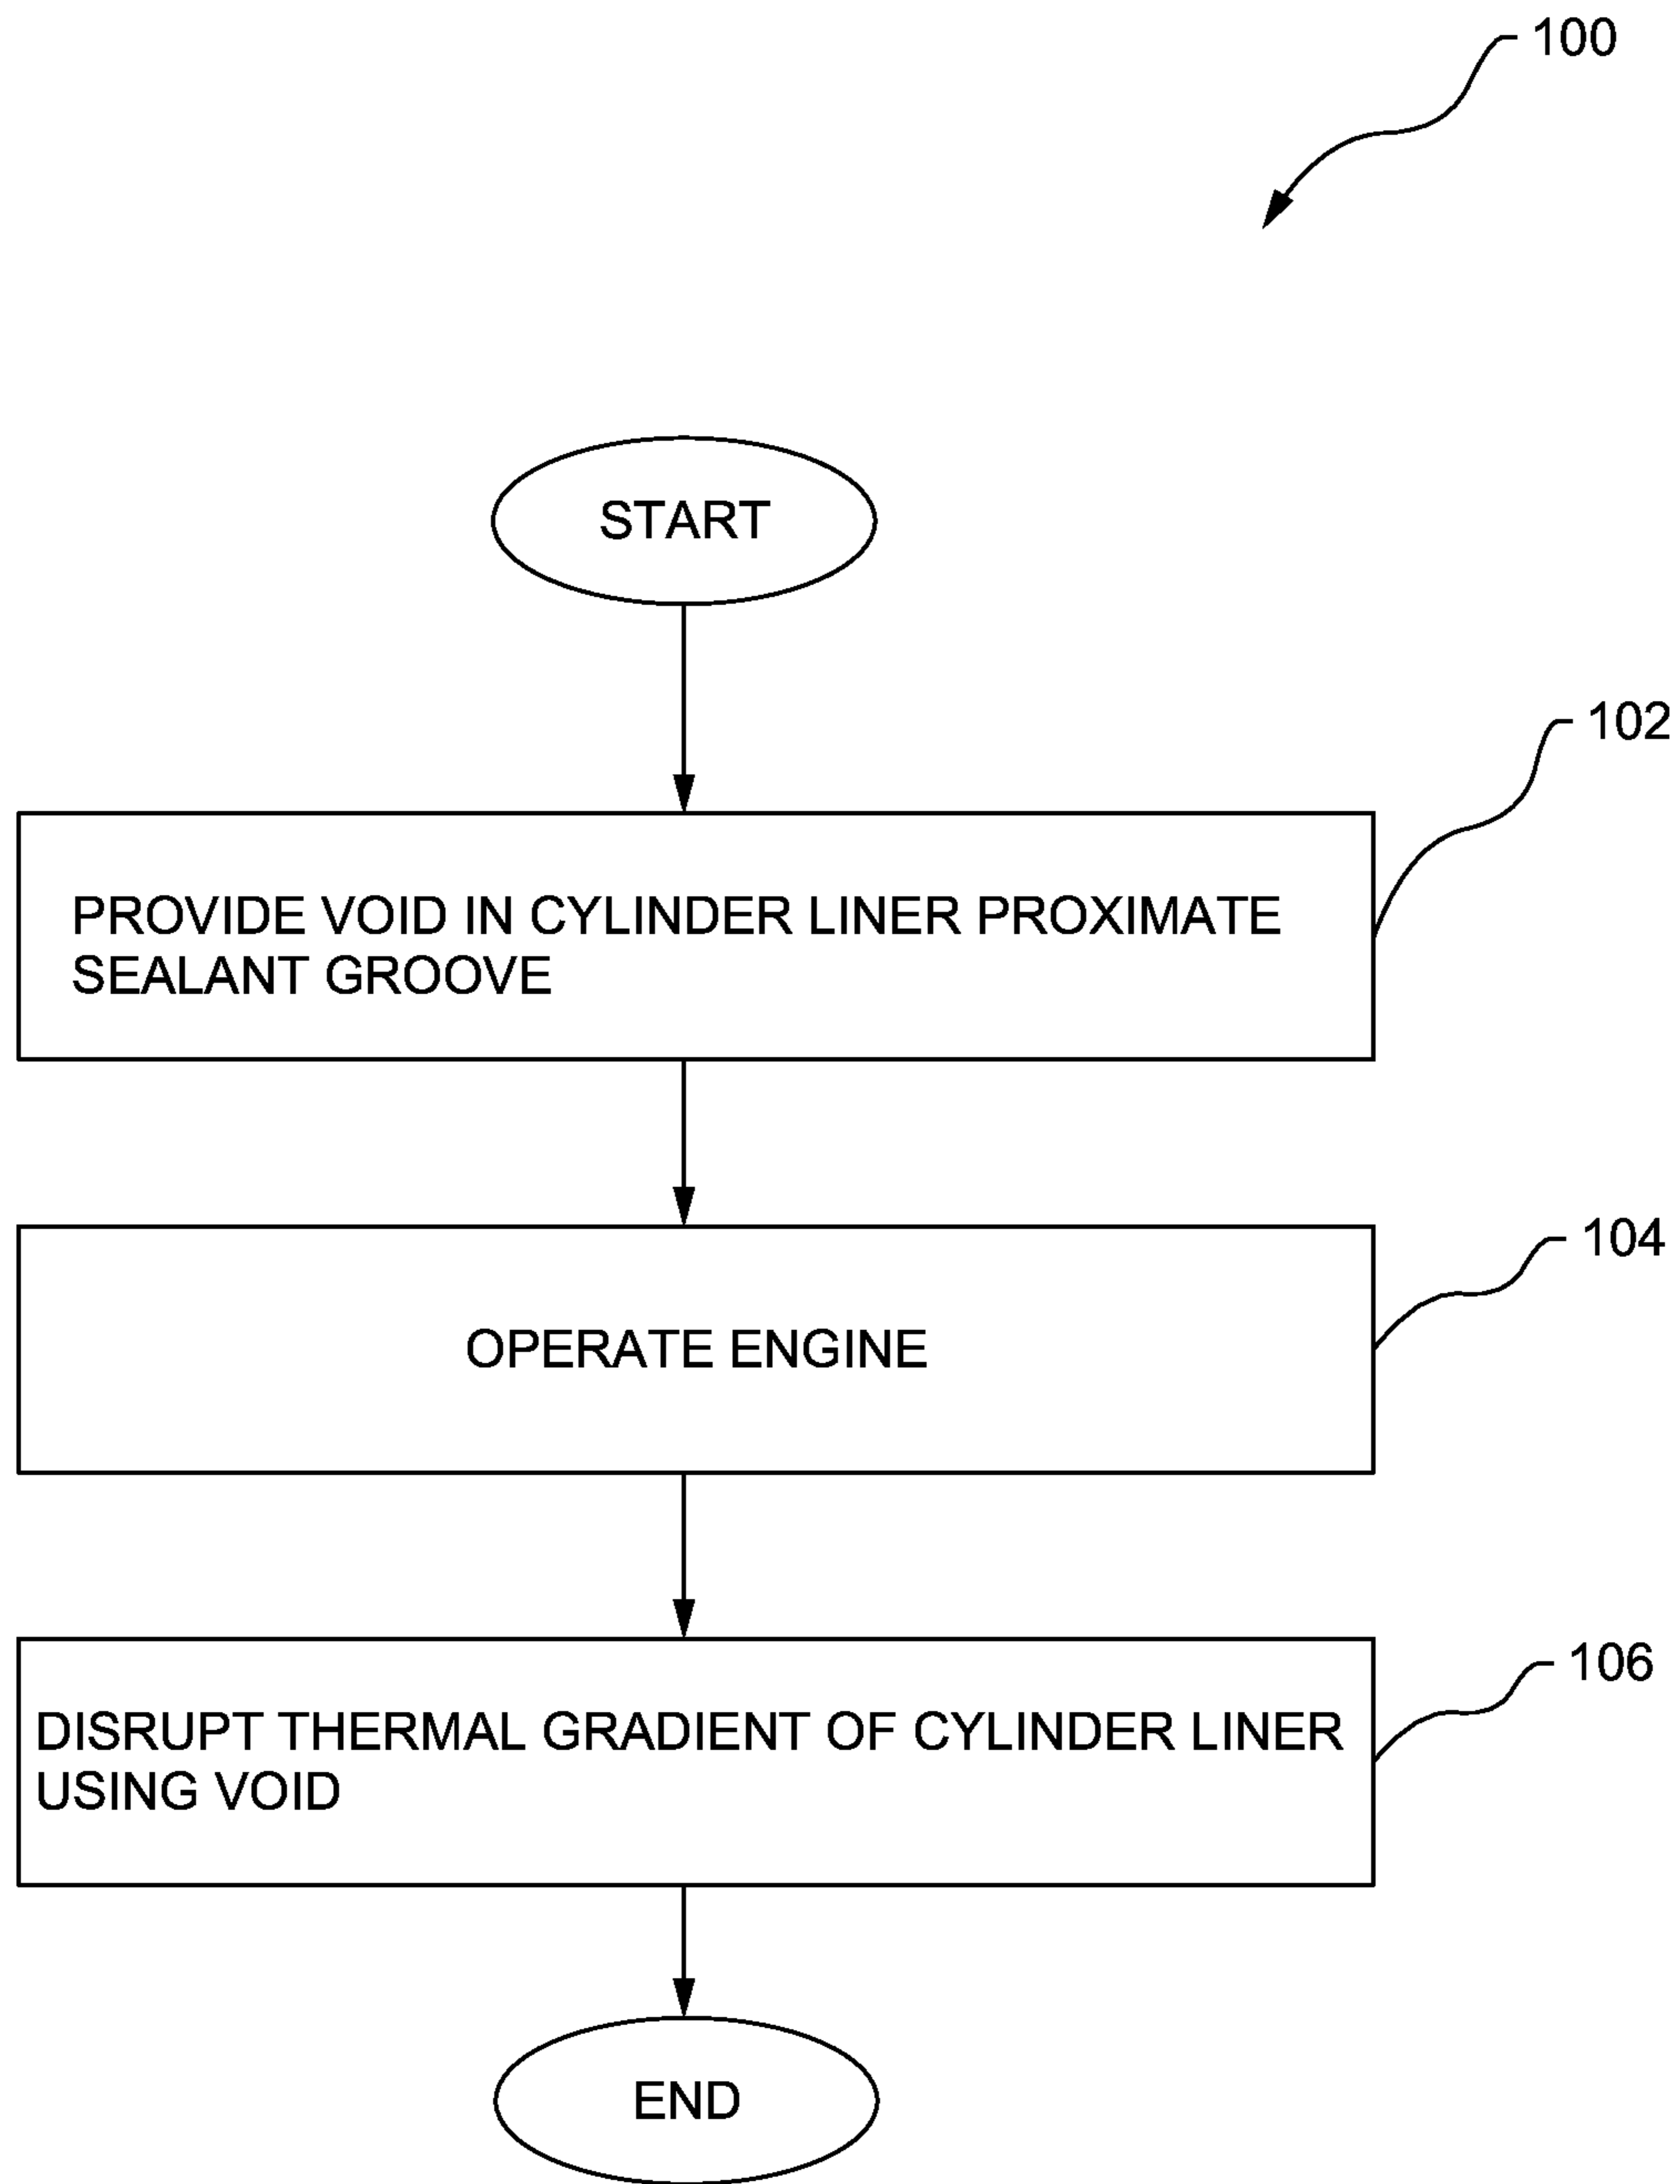 100
START
102
PROVIDE VOID IN CYLINDER LINER PROXIMATE
SEALANT GROOVE
104
OPERATE ENGINE
106
DISRUPT THERMAL GRADIENT OF CYLINDER LINER
USING VOID
END